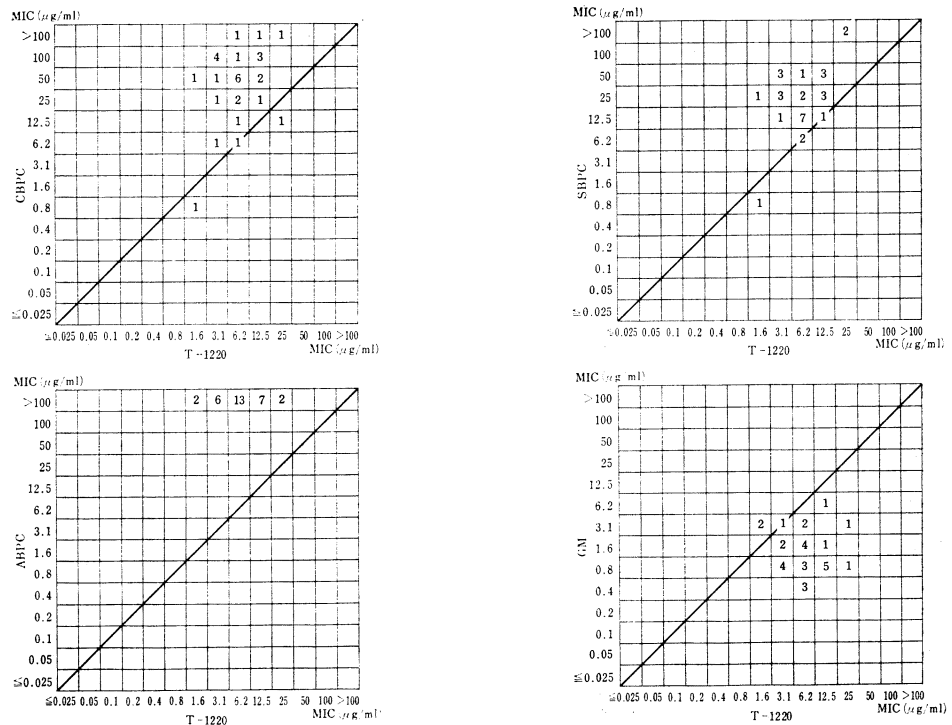 MIC (μg/ml)
>100 1 1 1
100 4 1 3
50 1 1 6 2
25 1 2 1
12.5 1 1
6.2 1 1
3.1
1.6
0.8 1
0.4
0.2
0.1
0.05
≦0.025
CBPC
≦0.025 0.05 0.1 0.2 0.4 0.8 1.6 3.1 6.2 12.5 25 50 100 >100
T-1220
MIC (μg/ml)
MIC (μg/ml)
>100 2
100
50 3 1 3
25 1 3 2 3
12.5 1 7 1
6.2 2
3.1
1.6
0.8 1
0.4
0.2
0.1
0.05
≦0.025
SBPC
≦0.025 0.05 0.1 0.2 0.4 0.8 1.6 3.1 6.2 12.5 25 50 100 >100
T-1220
MIC (μg/ml)
MIC (μg/ml)
>100 2 6 13 7 2
100
50
25
12.5
6.2
3.1
1.6
0.8
0.4
0.2
0.1
0.05
≦0.025
ABPC
≦0.025 0.05 0.1 0.2 0.4 0.8 1.6 3.1 6.2 12.5 25 50 100 >100
T-1220
MIC (μg/ml)
MIC (μg/ml)
>100
100
50
25
12.5
6.2 1
3.1 2 1 2 1
1.6 2 4 1
0.8 4 3 5 1
0.4 3
0.2
0.1
0.05
≦0.025
GM
≦0.025 0.05 0.1 0.2 0.4 0.8 1.6 3.1 6.2 12.5 25 50 100 >100
T-1220
MIC (μg/ml)